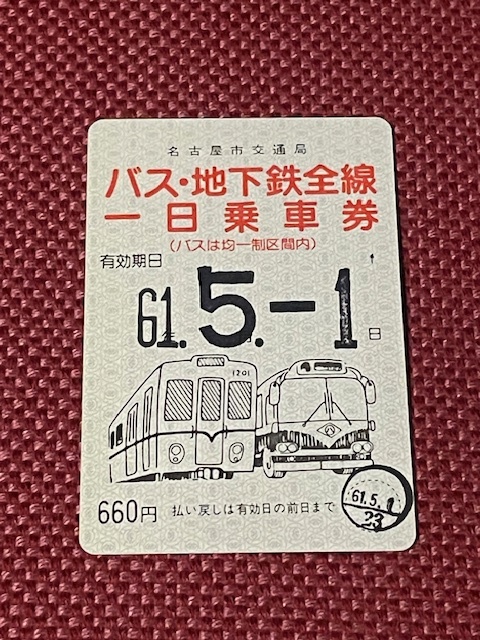 名古屋市交通局
バス・地下鉄全線
一日乗車券
(バスは均一制区間内)
有効期日
61.5.-1日
1201
660円 払い戻しは有効日の前日まで
61.5.1
23